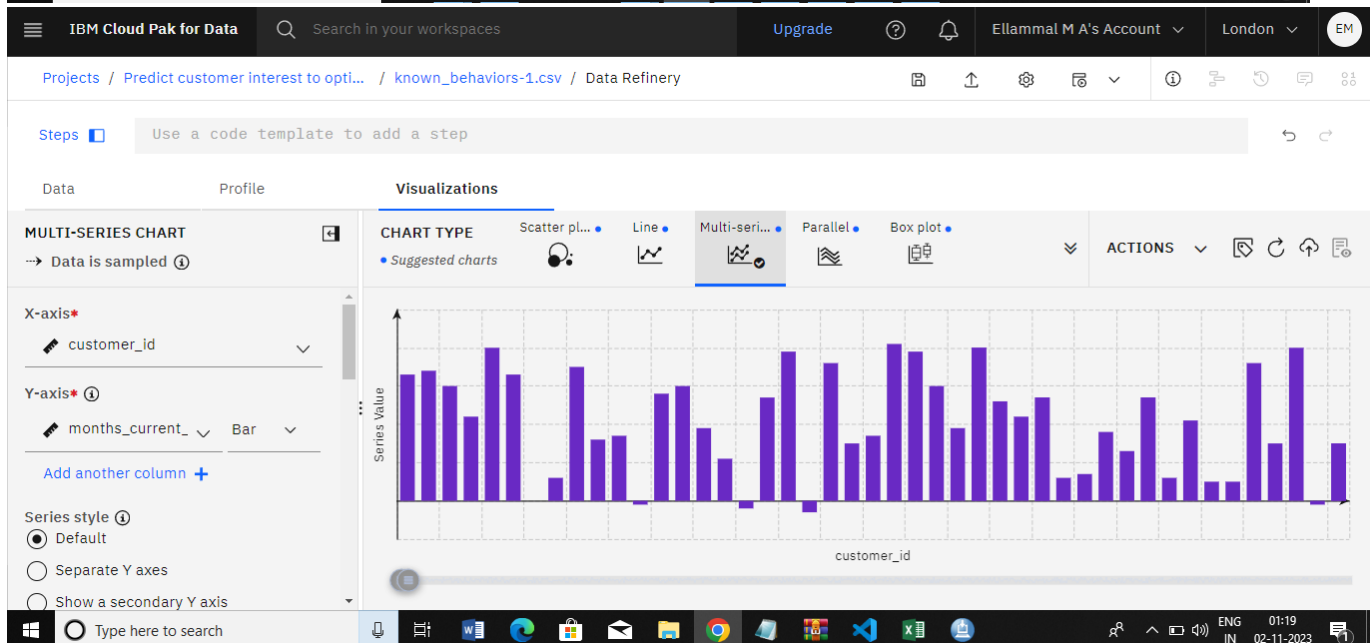 IBM Cloud Pak for Data
Search in your workspaces
Upgrade
Ellammal M A's Account
London
EM
Projects / Predict customer interest to opti... / known_behaviors-1.csv / Data Refinery
Steps
Use a code template to add a step
Data
Profile
Visualizations
MULTI-SERIES CHART
Data is sampled
X-axis*
customer_id
Y-axis*
months_current_
Bar
Add another column +
Series style
Default
Separate Y axes
Show a secondary Y axis
CHART TYPE
Suggested charts
Scatter pl...
Line
Multi-seri...
Parallel
Box plot
ACTIONS
Series Value
customer_id
Type here to search
ENG
IN
01:19
02-11-2023